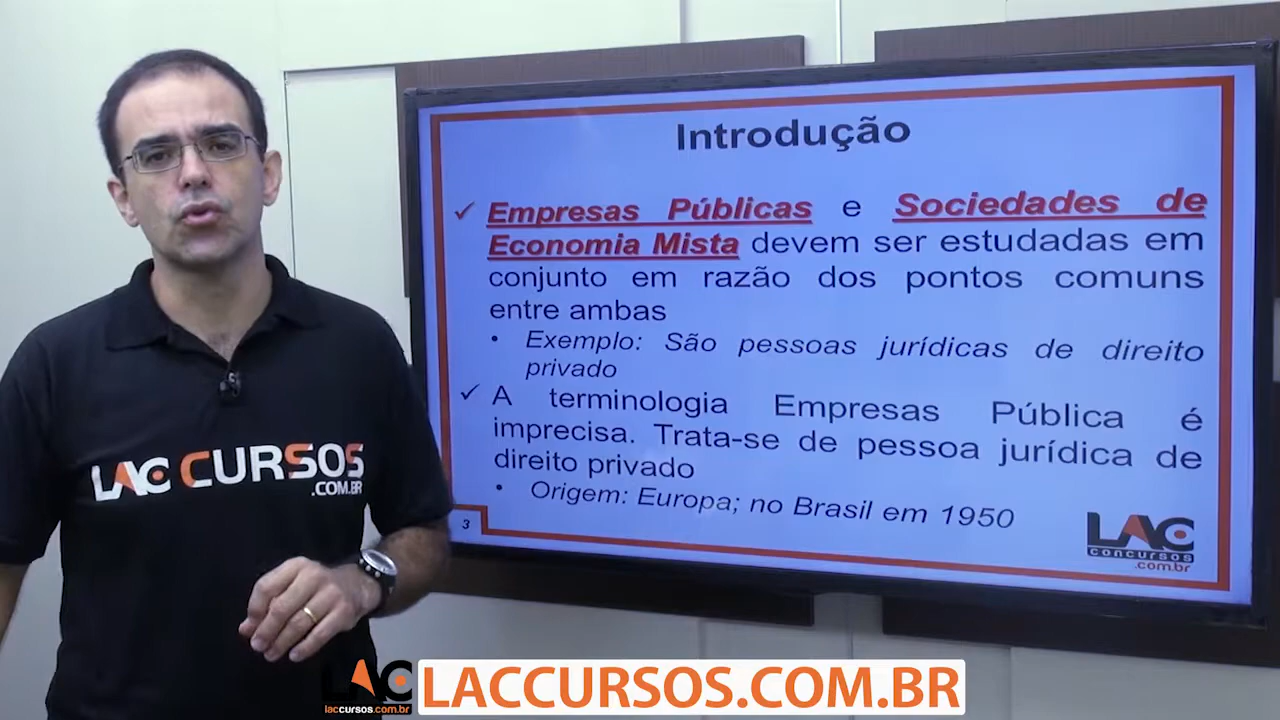 Introdução
Empresas Públicas e Sociedades de
Economia Mista devem ser estudadas em
conjunto em razão dos pontos comuns
entre ambas
• Exemplo: São pessoas jurídicas de direito
privado
A terminologia Empresas Pública é
imprecisa. Trata-se de pessoa jurídica de
direito privado
• Origem: Europa; no Brasil em 1950
3
LAC
concursos
.com.br
LAC CURSOS
.COM.BR
LAC
laccursos.com.br
LACCURSOS.COM.BR